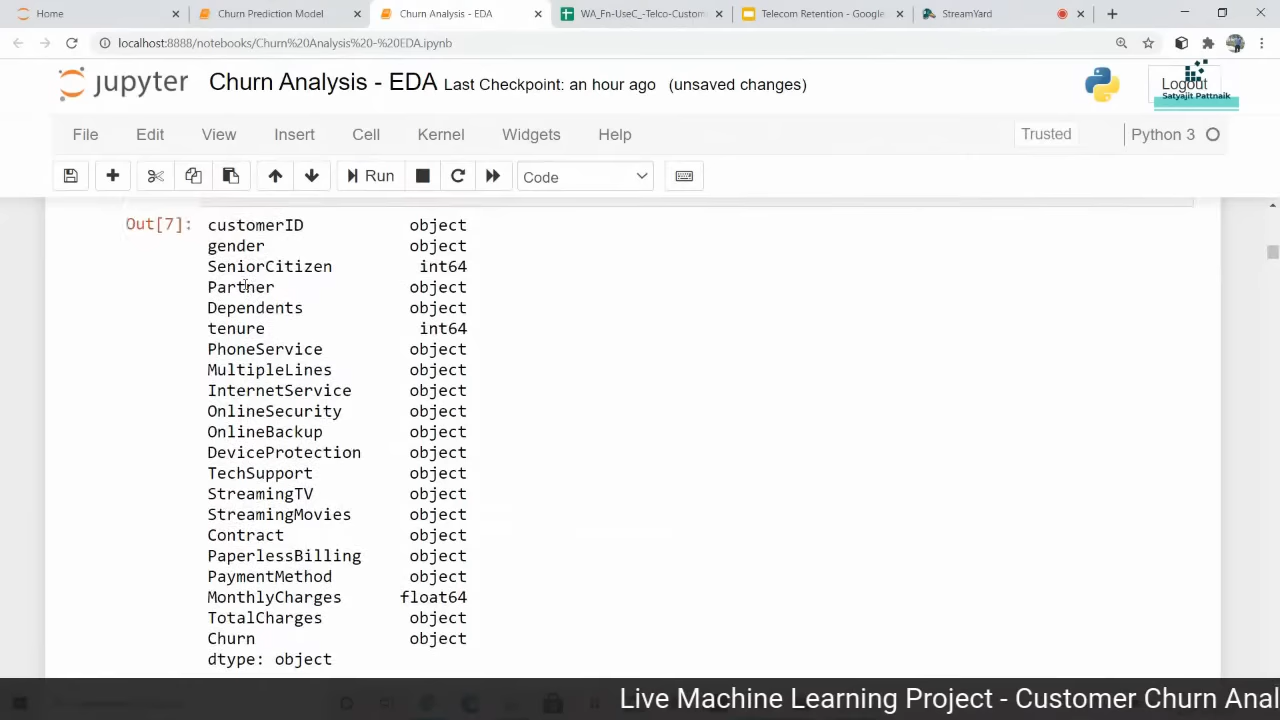 Home
Churn Prediction Model
Churn Analysis - EDA
WA_Fn-UseC_-Telco-Custom
Telecom Retention - Google
StreamYard
localhost:8888/notebooks/Churn%20Analysis%20-%20EDA.ipynb
jupyter Churn Analysis - EDA Last Checkpoint: an hour ago (unsaved changes)
Logout
Satyajit Pattnaik
File Edit View Insert Cell Kernel Widgets Help Trusted Python 3
Run Code
Out[7]: customerID object
gender object
SeniorCitizen int64
Partner object
Dependents object
tenure int64
PhoneService object
MultipleLines object
InternetService object
OnlineSecurity object
OnlineBackup object
DeviceProtection object
TechSupport object
StreamingTV object
StreamingMovies object
Contract object
PaperlessBilling object
PaymentMethod object
MonthlyCharges float64
TotalCharges object
Churn object
dtype: object
Live Machine Learning Project - Customer Churn Anal